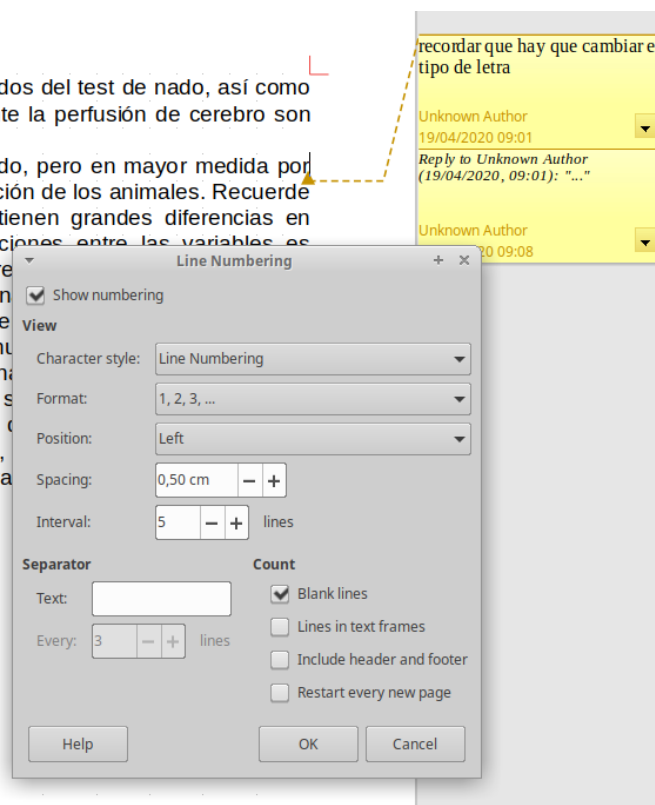 recordar que hay que cambiar e
tipo de letra
Unknown Author
19/04/2020 09:01
Reply to Unknown Author
(19/04/2020, 09:01): "..."
Unknown Author
20 09:08
dos del test de nado, así como
te la perfusión de cerebro son
do, pero en mayor medida por
ción de los animales. Recuerde
tienen grandes diferencias en
ciones entre las variables es
Line Numbering
Show numbering
View
Character style: Line Numbering
Format: 1, 2, 3, ...
Position: Left
Spacing: 0,50 cm
Interval: 5 lines
Separator
Text:
Every: 3 lines
Count
Blank lines
Lines in text frames
Include header and footer
Restart every new page
Help
OK
Cancel